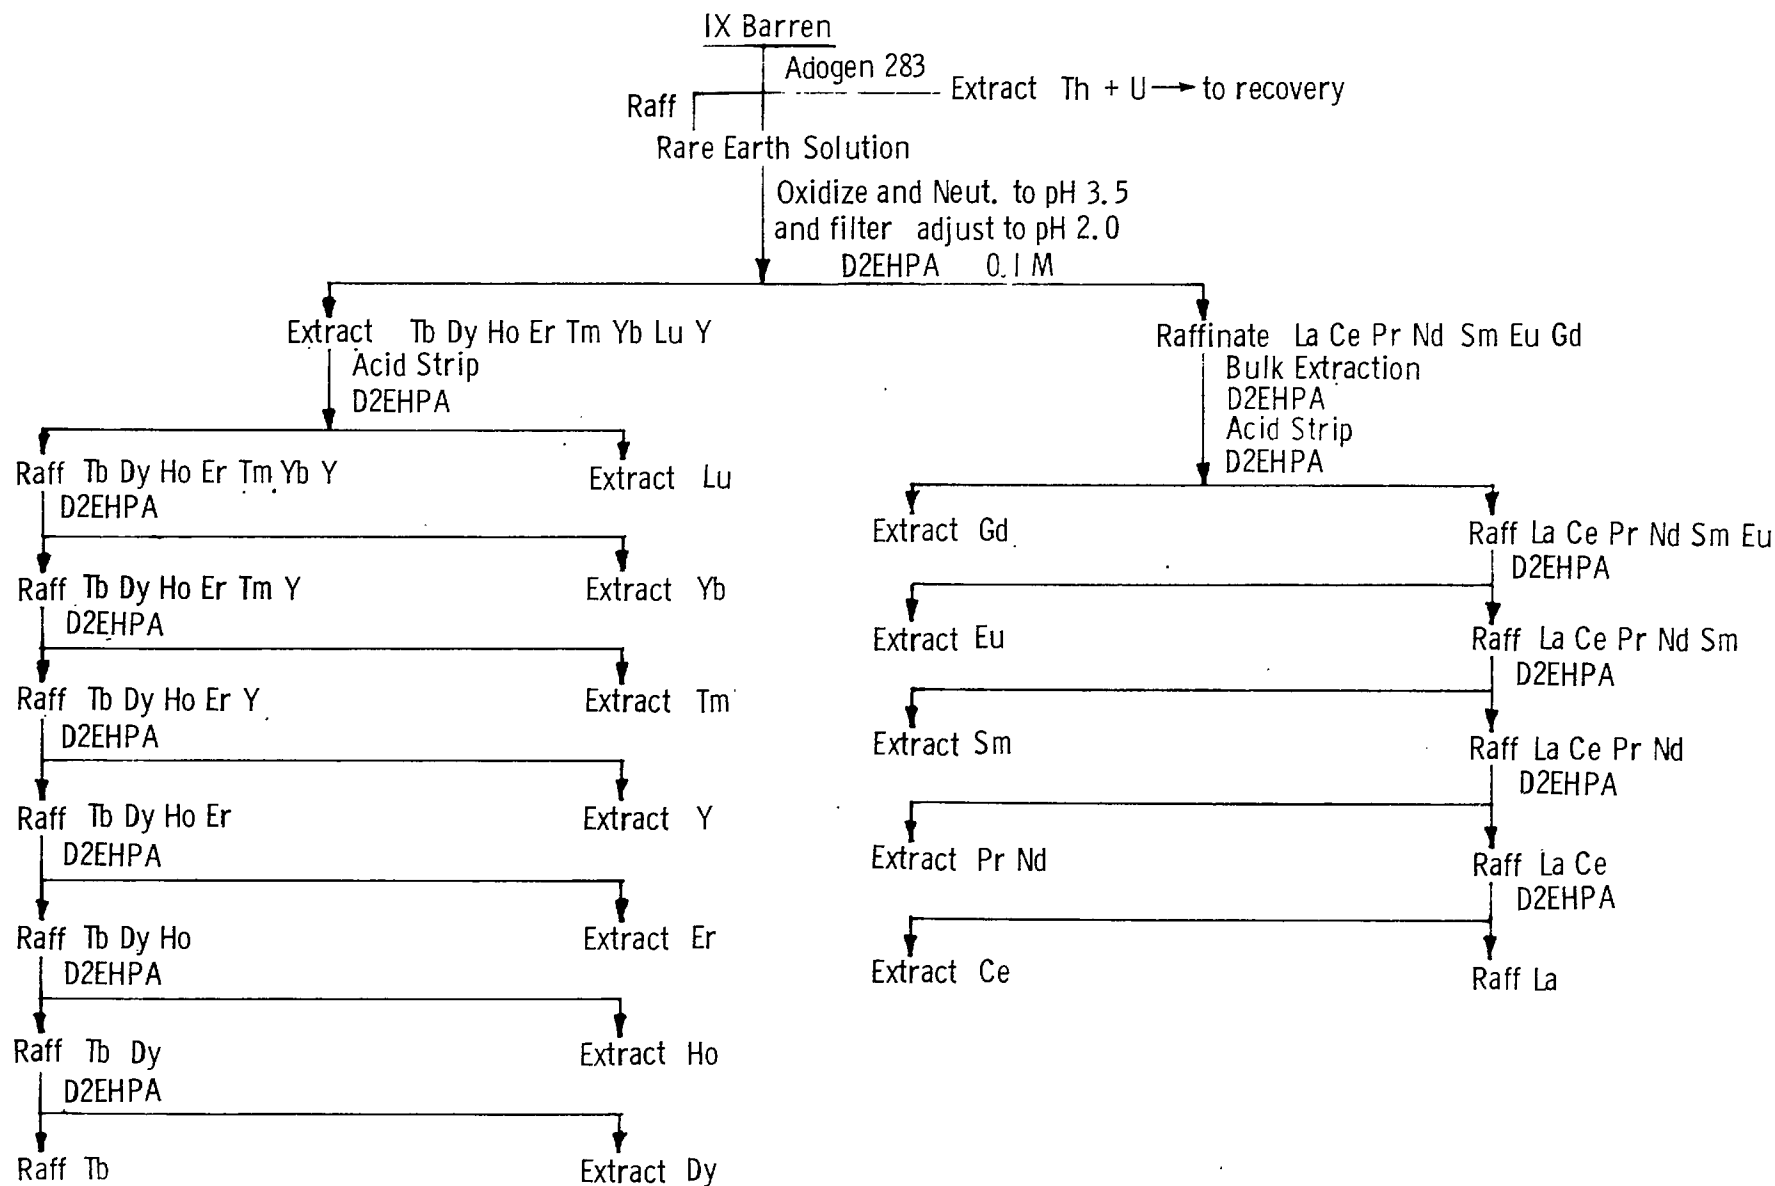 IX Barren
Adogen 283
Raff
Extract Th + U → to recovery
Rare Earth Solution
Oxidize and Neut. to pH 3.5
and filter adjust to pH 2.0
D2EHPA 0.1 M
Extract Tb Dy Ho Er Tm Yb Lu Y
Acid Strip
D2EHPA
Raffinate La Ce Pr Nd Sm Eu Gd
Bulk Extraction
D2EHPA
Acid Strip
D2EHPA
Raff Tb Dy Ho Er Tm Yb Y
D2EHPA
Extract Lu
Raff Tb Dy Ho Er Tm Y
D2EHPA
Extract Yb
Raff Tb Dy Ho Er Y
D2EHPA
Extract Tm
Raff Tb Dy Ho Er
D2EHPA
Extract Y
Raff Tb Dy Ho
D2EHPA
Extract Er
Raff Tb Dy
D2EHPA
Extract Ho
Raff Tb
Extract Dy
Extract Gd
Raff La Ce Pr Nd Sm Eu
D2EHPA
Extract Eu
Raff La Ce Pr Nd Sm
D2EHPA
Extract Sm
Raff La Ce Pr Nd
D2EHPA
Extract Pr Nd
Raff La Ce
D2EHPA
Extract Ce
Raff La